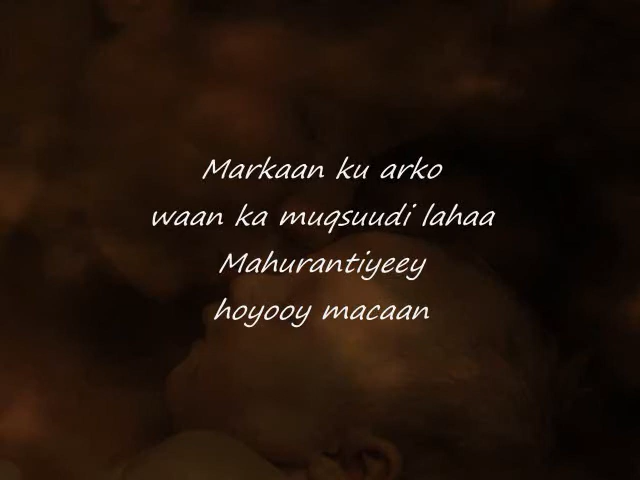 Markaan ku arko
waan ka muqsuudi lahaa
Mahurantiyeey
hoyooy macaan